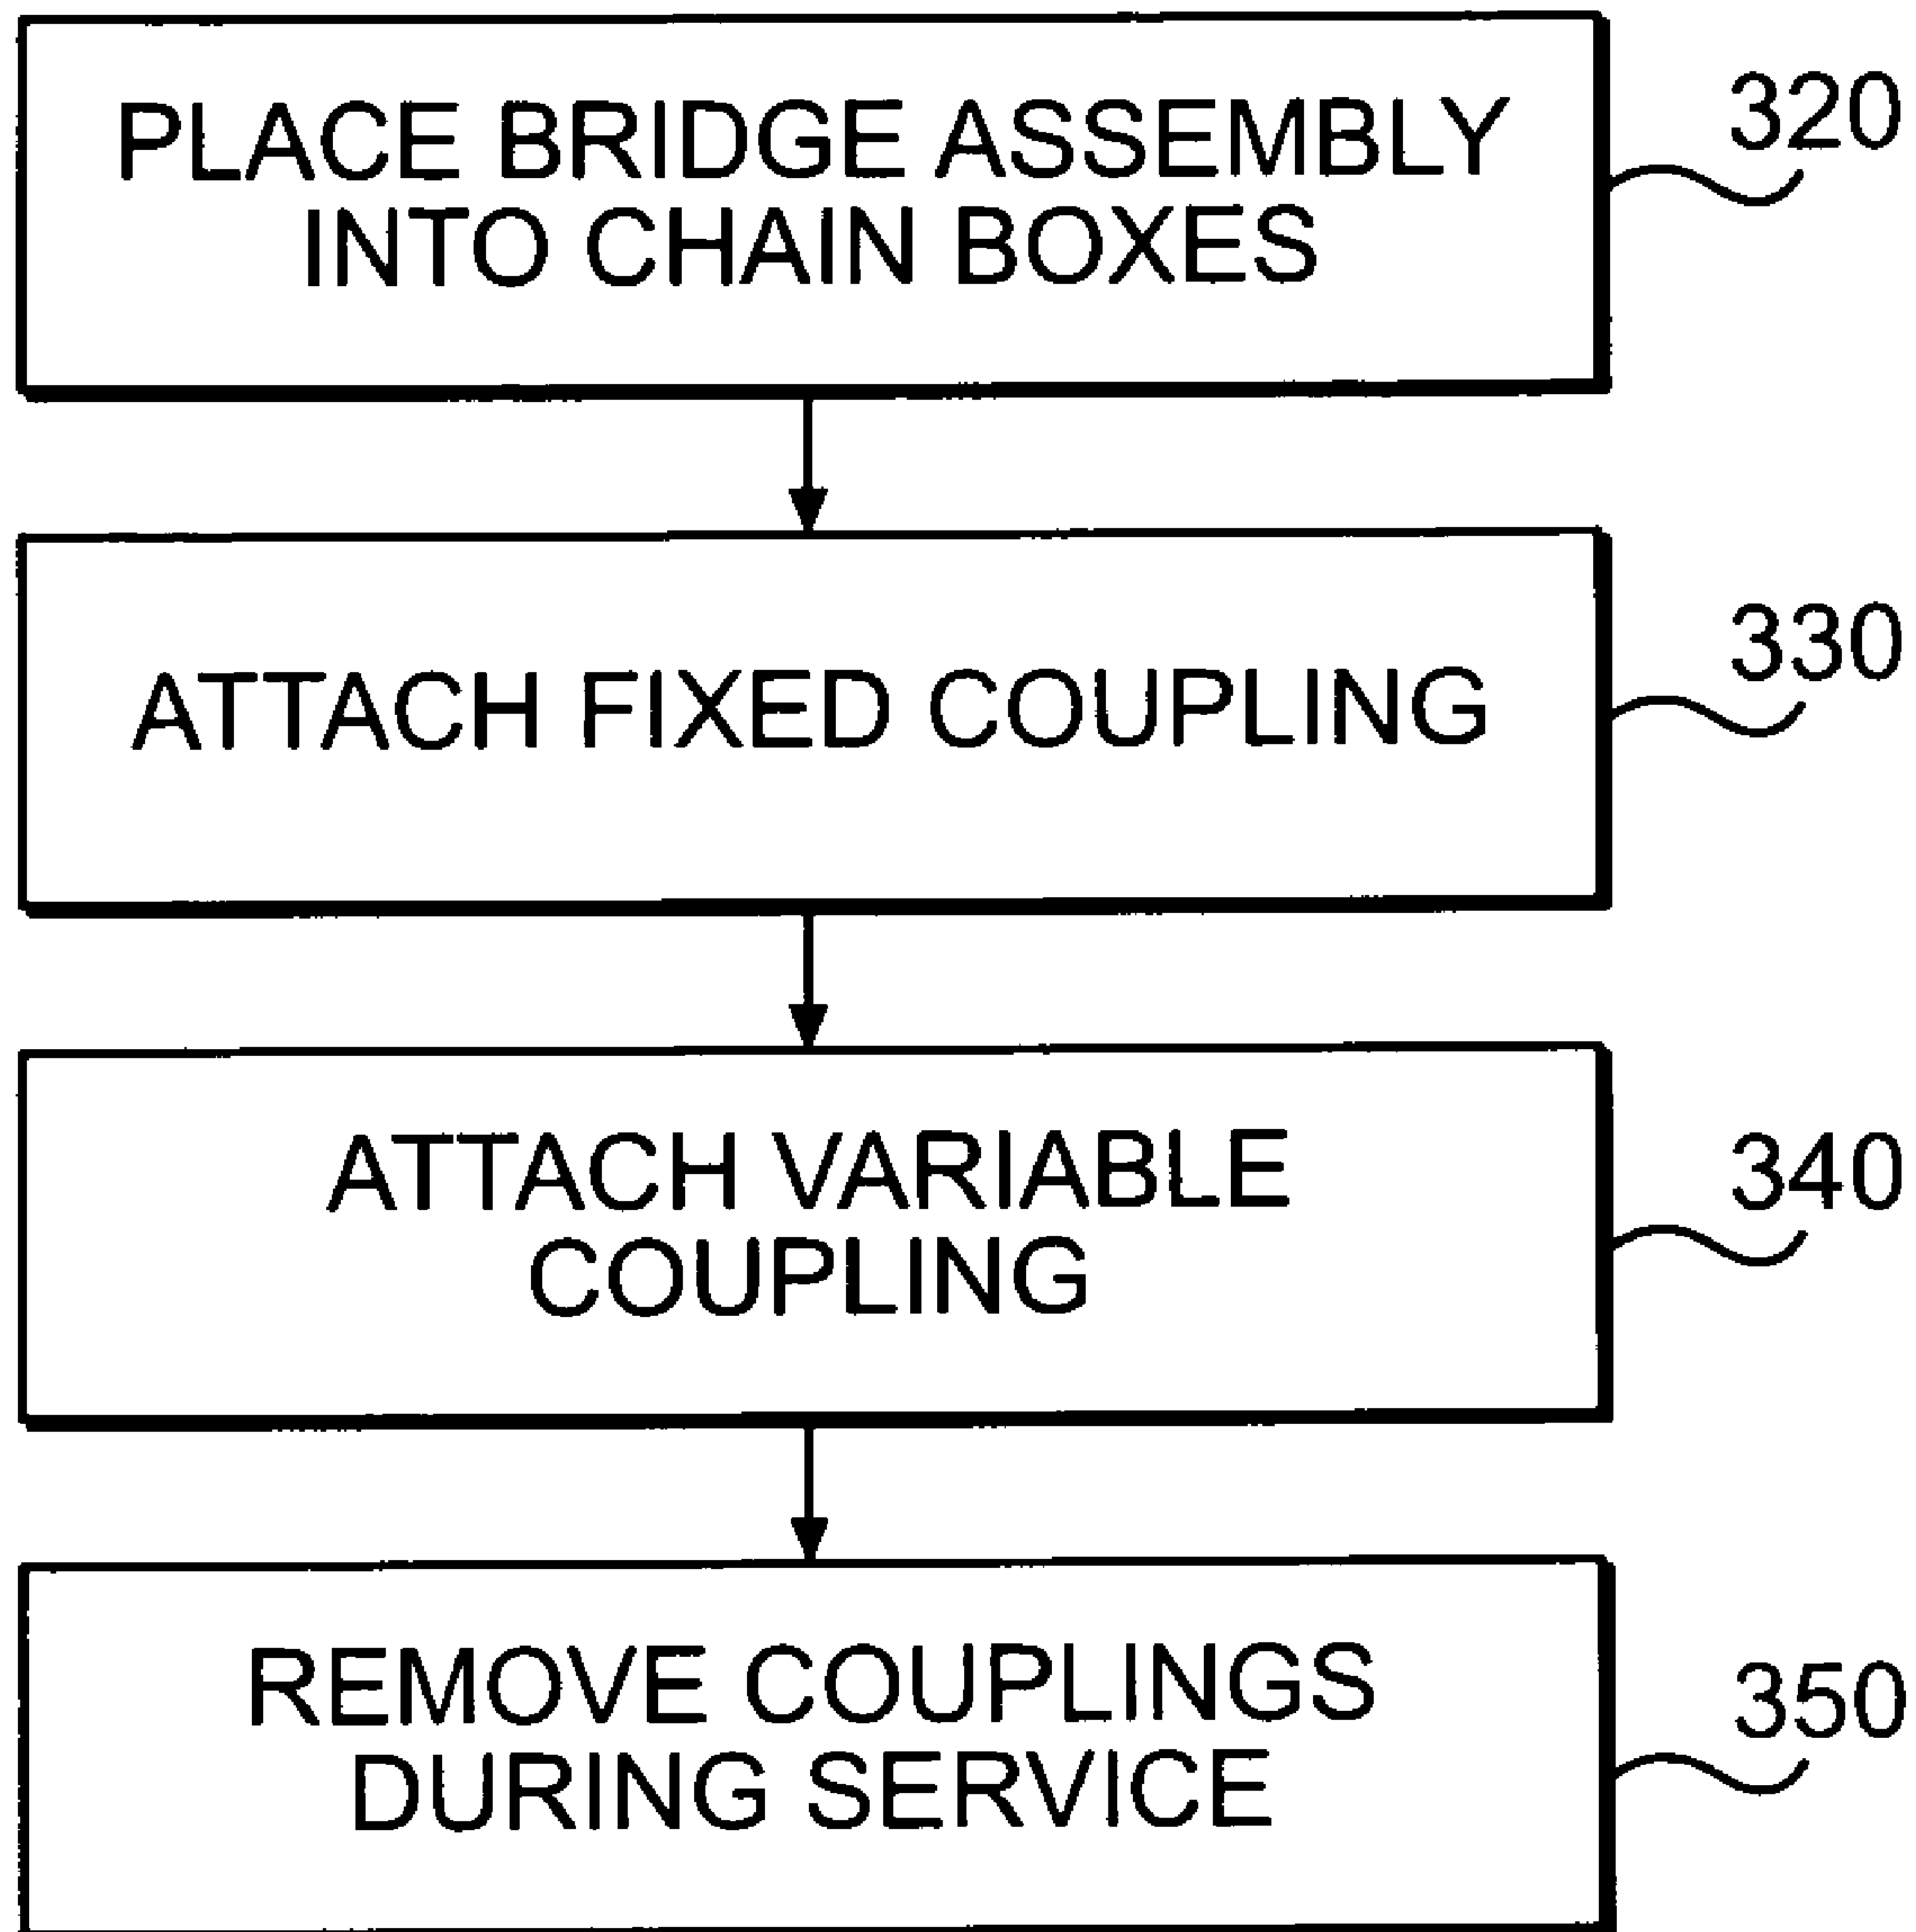 PLACE BRIDGE ASSEMBLY
INTO CHAIN BOXES
320
ATTACH FIXED COUPLING
330
ATTACH VARIABLE
COUPLING
340
REMOVE COUPLINGS
DURING SERVICE
350